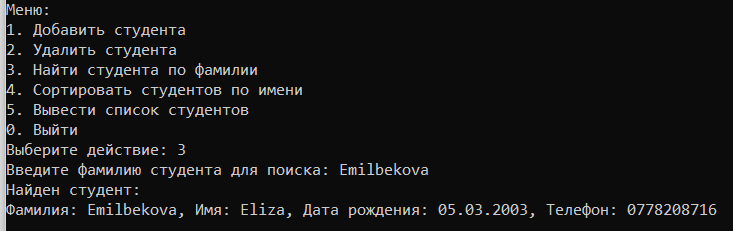 Меню:
1. Добавить студента
2. Удалить студента
3. Найти студента по фамилии
4. Сортировать студентов по имени
5. Вывести список студентов
0. Выйти
Выберите действие: 3
Введите фамилию студента для поиска: Emilbekova
Найден студент:
Фамилия: Emilbekova, Имя: Eliza, Дата рождения: 05.03.2003, Телефон: 0778208716